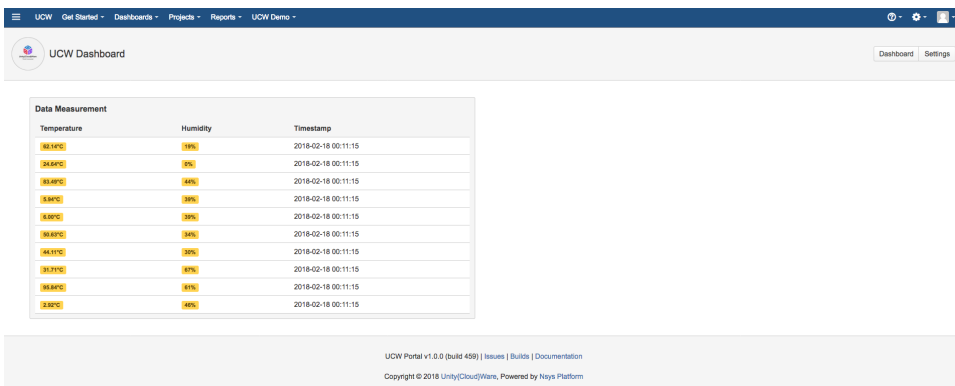 UCW Get Started Dashboards Projects Reports UCW Demo
UCW Dashboard
Dashboard Settings
Data Measurement
Temperature Humidity Timestamp
62.14°C 19% 2018-02-18 00:11:15
24.64°C 0% 2018-02-18 00:11:15
83.49°C 44% 2018-02-18 00:11:15
5.94°C 39% 2018-02-18 00:11:15
6.00°C 39% 2018-02-18 00:11:15
50.63°C 34% 2018-02-18 00:11:15
44.11°C 30% 2018-02-18 00:11:15
31.71°C 67% 2018-02-18 00:11:15
95.84°C 61% 2018-02-18 00:11:15
2.92°C 46% 2018-02-18 00:11:15
UCW Portal v1.0.0 (build 459) | Issues | Builds | Documentation
Copyright © 2018 Unity{Cloud}Ware, Powered by Nsys Platform